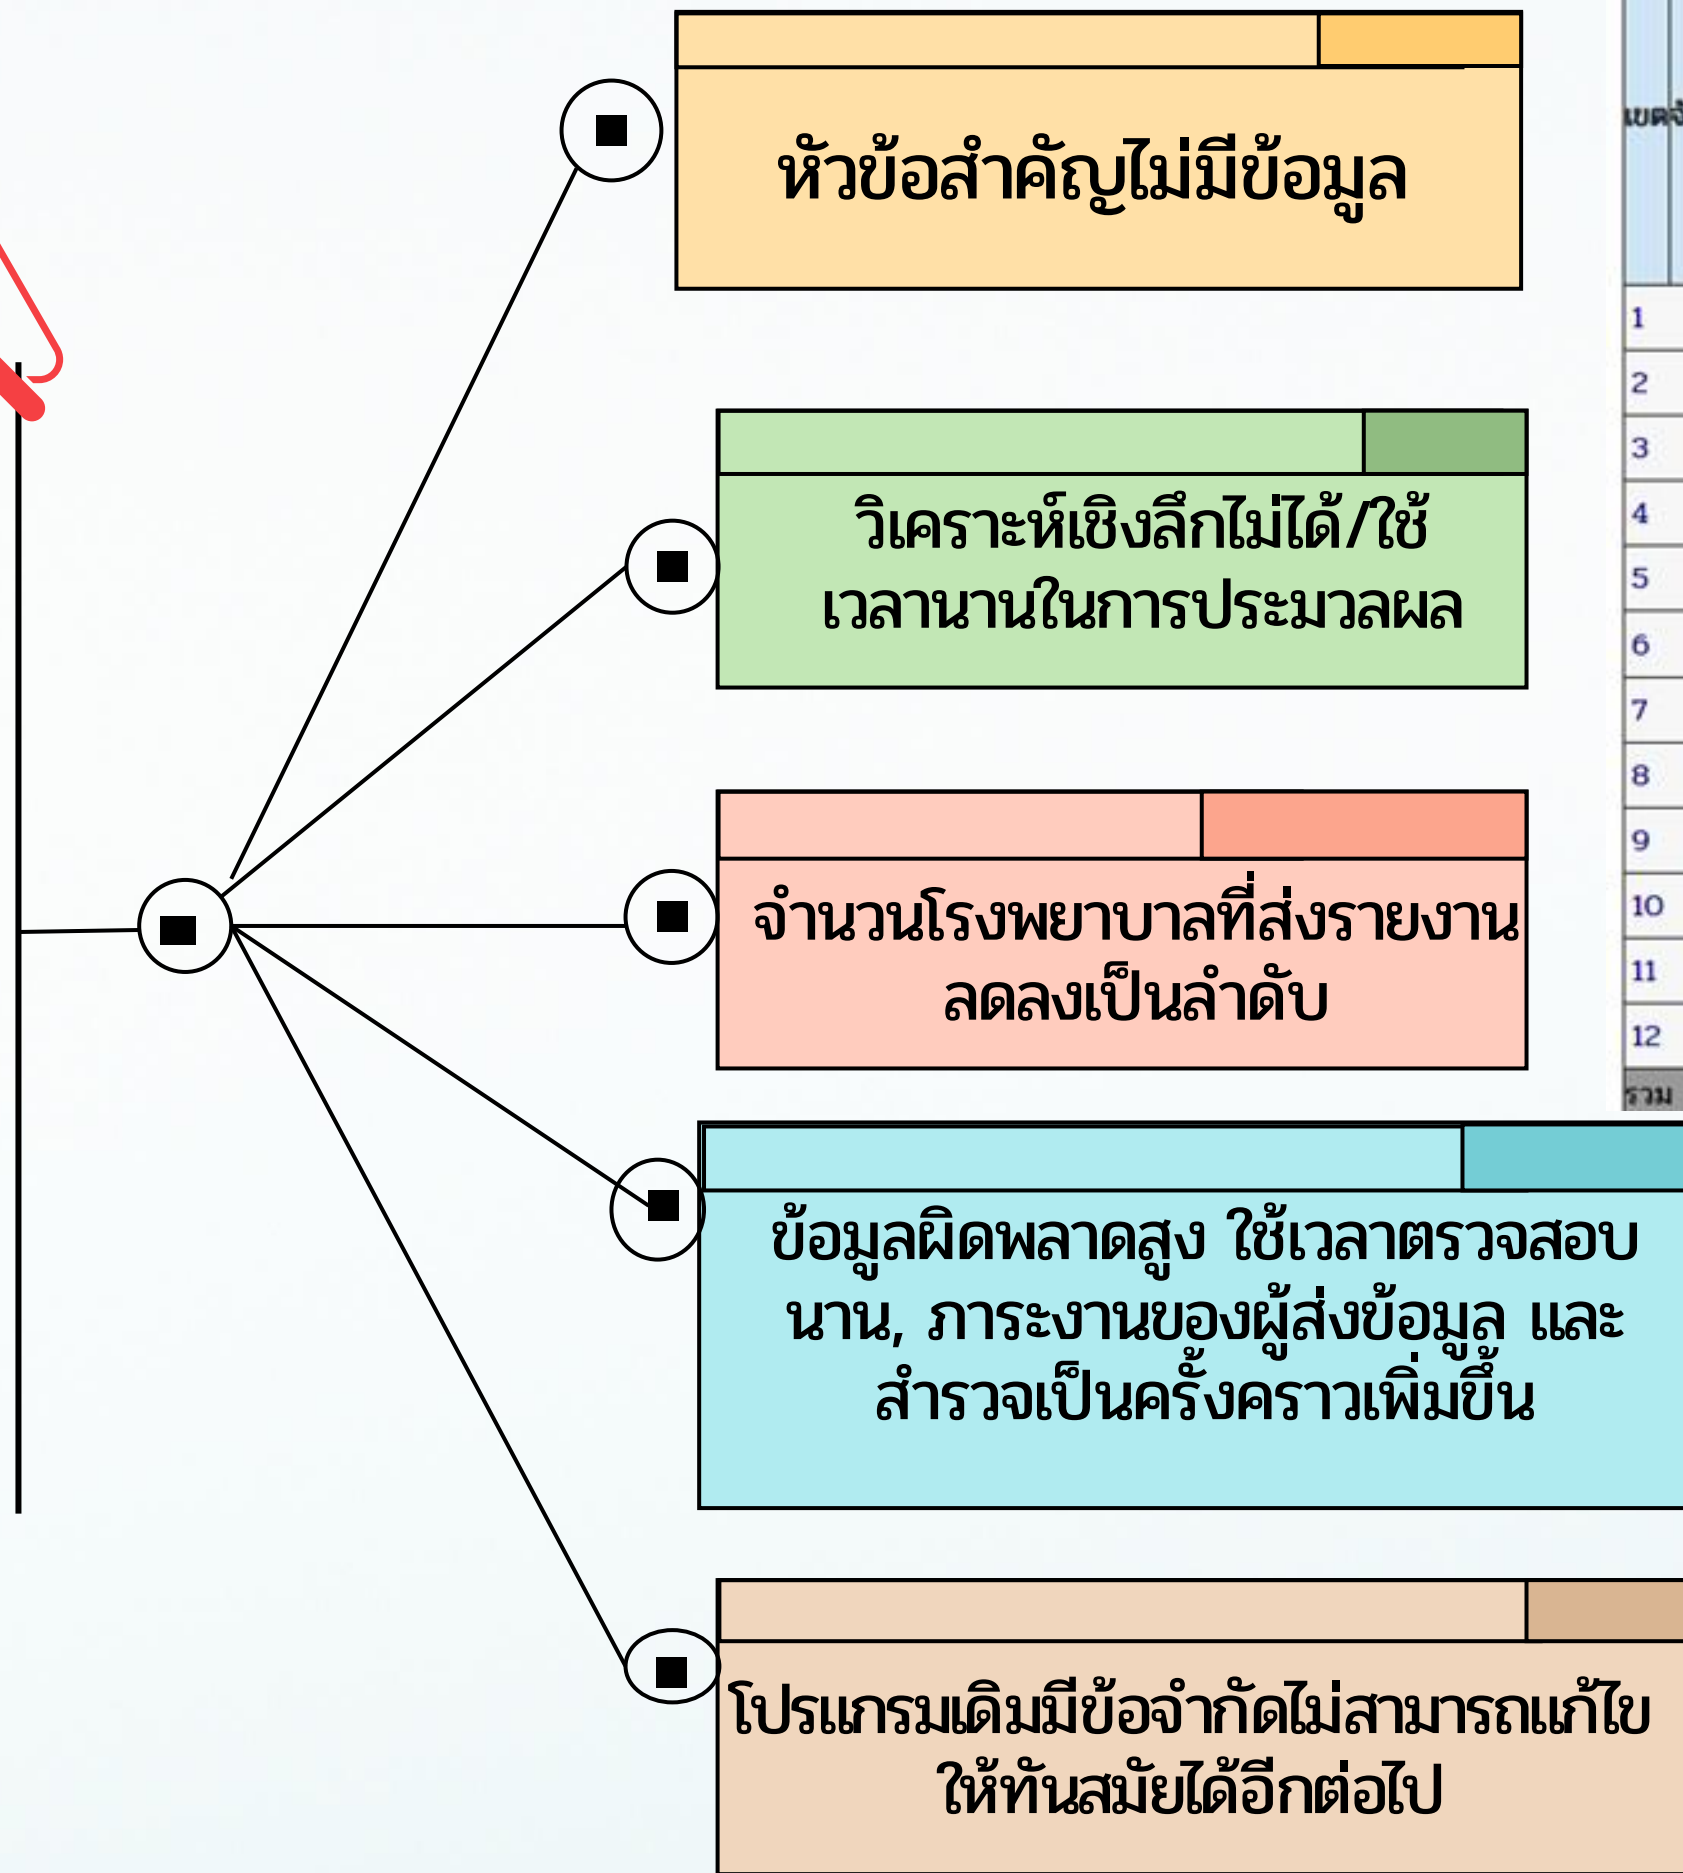 หัวข้อสำคัญไม่มีข้อมูล
วิเคราะห์เชิงลึกไม่ได้/ใช้
เวลานานในการประมวลผล
จำนวนโรงพยาบาลที่ส่งรายงาน
ลดลงเป็นลำดับ
ข้อมูลผิดพลาดสูง ใช้เวลาตรวจสอบ
นาน, ภาระงานของผู้ส่งข้อมูล และ
สำรวจเป็นครั้งคราวเพิ่มขึ้น
โปรแกรมเดิมมีข้อจำกัดไม่สามารถแก้ไข
ให้ทันสมัยได้อีกต่อไป
เขต
1
2
3
4
5
6
7
8
9
10
11
12
รวม